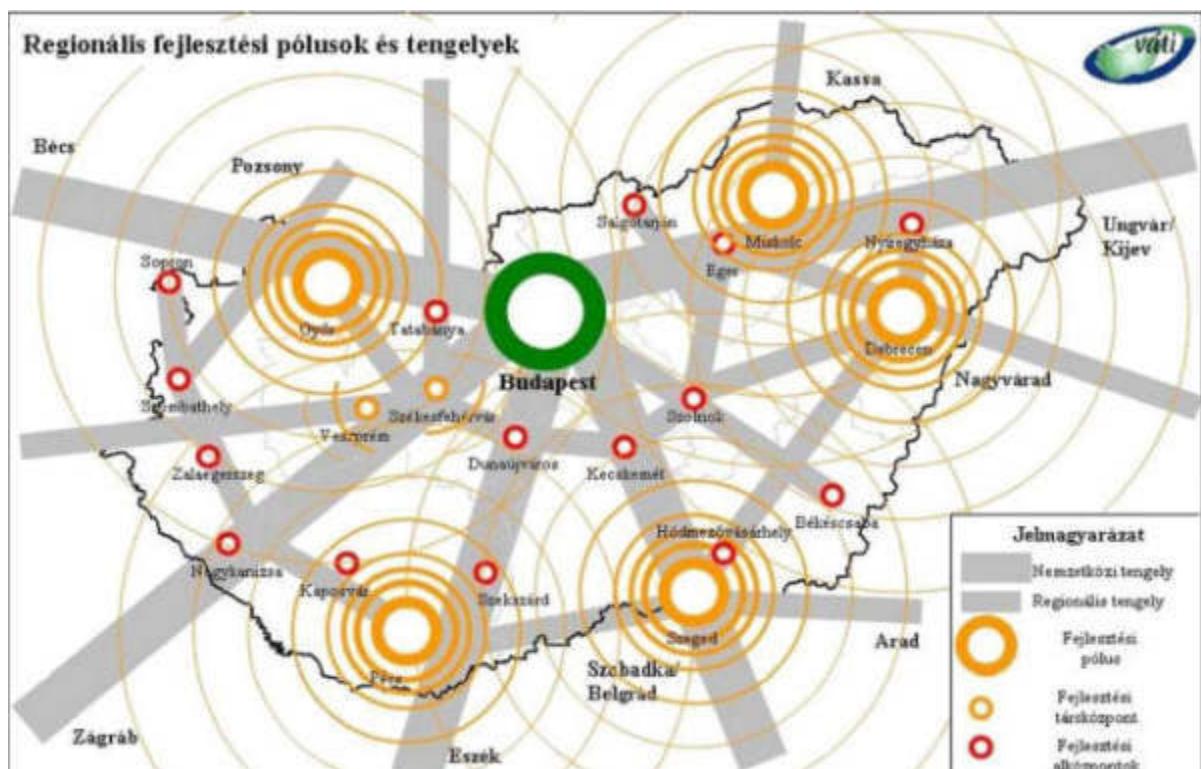 Regionális fejlesztési pólusok és tengelyek
váti
Kassa
Bécs
Pozsony
Salgótarján
Miskolc
Nyíregyháza
Ungvár/
Kijev
Eger
Sopron
Győr
Tatabánya
Debrecen
Budapest
Nagyvárad
Szombathely
Székesfehérvár
Veszprém
Szolnok
Dunaújváros
Kecskemét
Zalaegerszeg
Békéscsaba
Hódmezővásárhely
Nagykanizsa
Kaposvár
Szekszárd
Szeged
Arad
Pécs
Szabadka/
Belgrád
Zágráb
Eszék
Jelmagyarázat
Nemzetközi tengely
Regionális tengely
Fejlesztési
pólus
Fejlesztési
társközpont
Fejlesztési
alközpontok